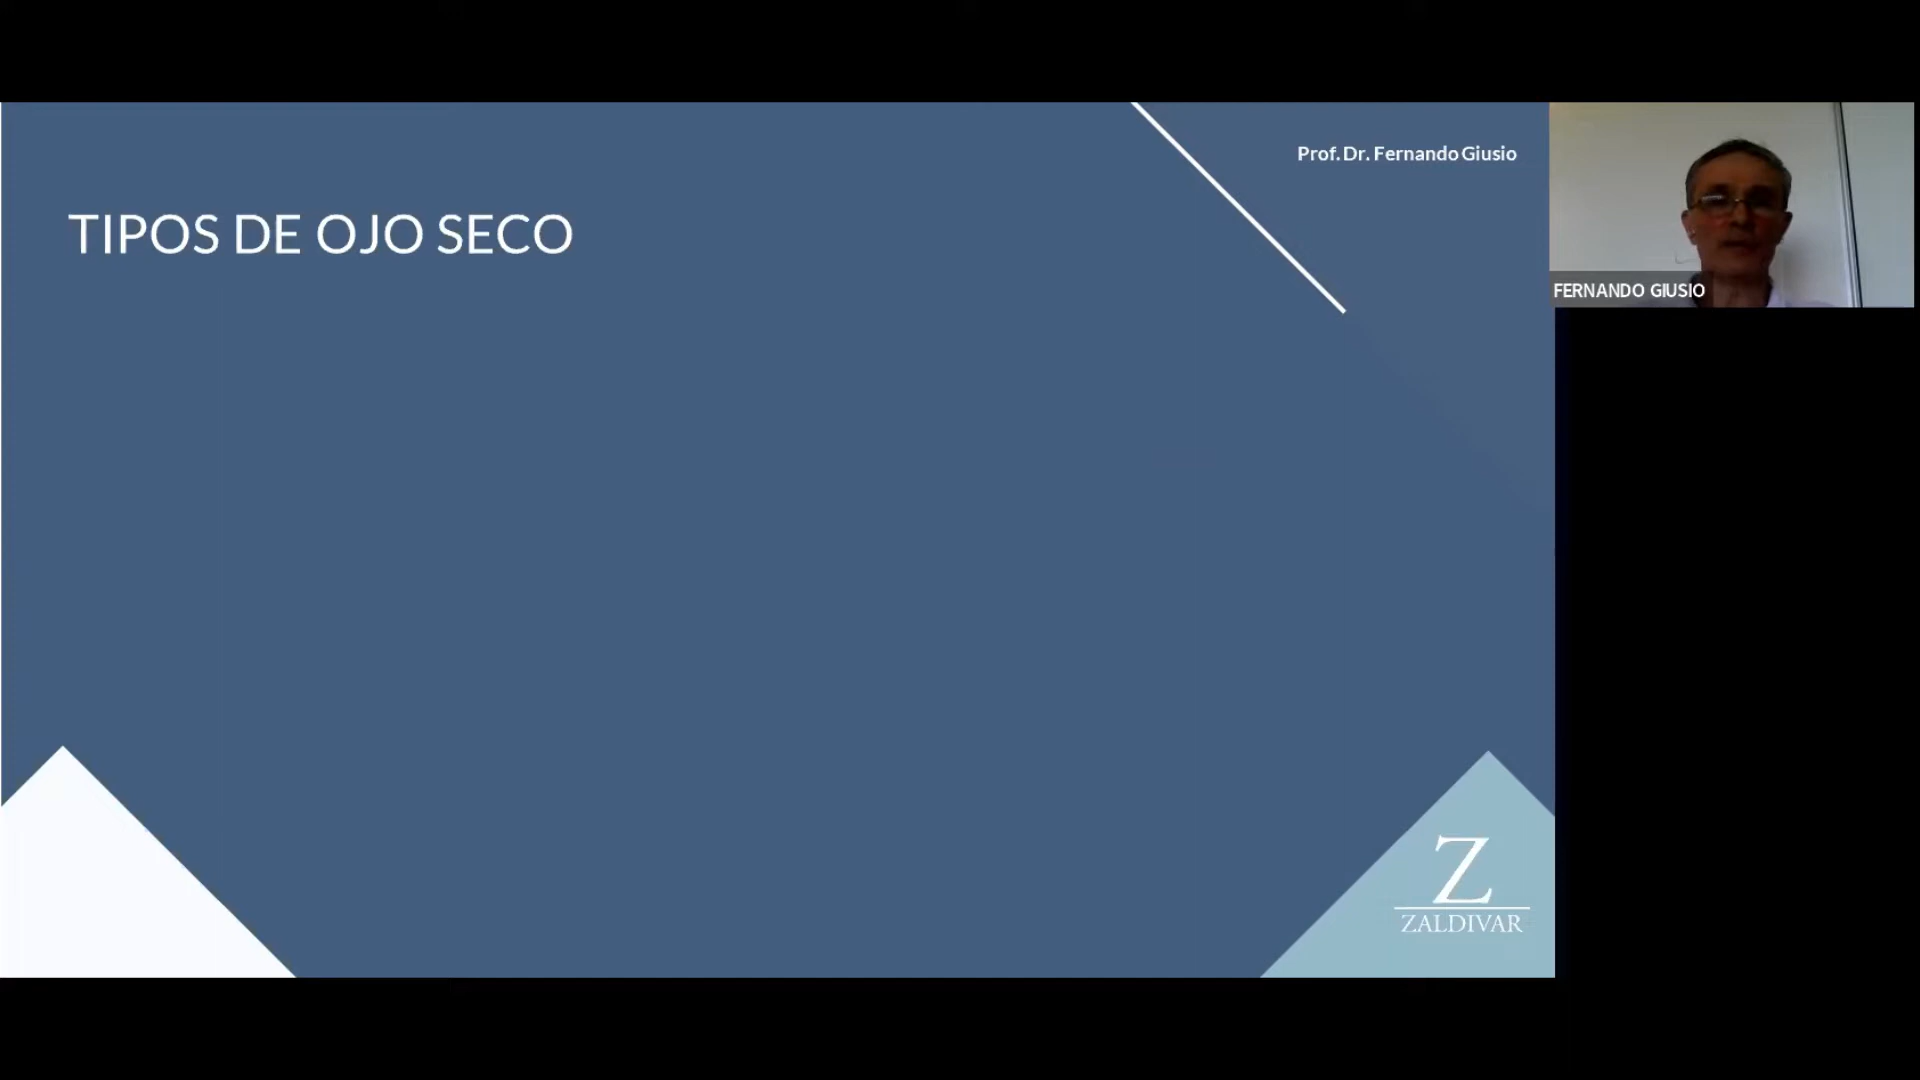 Prof. Dr. Fernando Giusio
TIPOS DE OJO SECO
FERNANDO GIUSIO
Z
ZALDIVAR